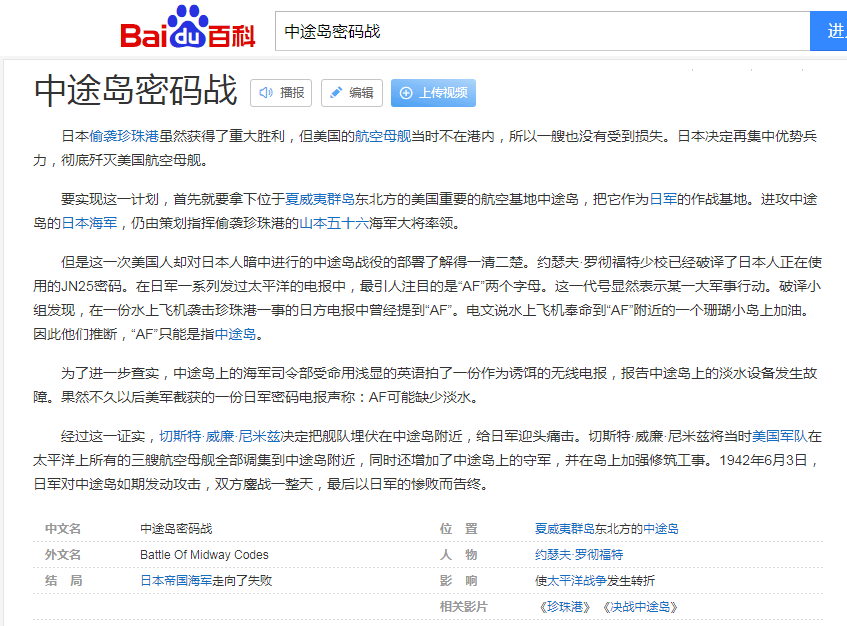 Bai du 百科
中途岛密码战
中途岛密码战 播报 编辑 上传视频
日本偷袭珍珠港虽然获得了重大胜利，但美国的航空母舰当时不在港内，所以一艘也没有受到损失。日本决定再集中优势兵
力，彻底歼灭美国航空母舰。
要实现这一计划，首先就要拿下位于夏威夷群岛东北方的美国重要的航空基地中途岛，把它作为日军的作战基地。进攻中途
岛的日本海军，仍由策划指挥偷袭珍珠港的山本五十六海军大将率领。
但是这一次美国人却对日本人暗中进行的中途岛战役的部署了解得一清二楚。约瑟夫·罗彻福特少校已经破译了日本人正在使
用的JN25密码。在日军一系列发过太平洋的电报中，最引人注目的是“AF”两个字母。这一代号显然表示某一大军事行动。破译小
组发现，在一份水上飞机袭击珍珠港一事的日方电报中曾经提到“AF”。电文说水上飞机奉命到“AF”附近的一个珊瑚小岛上加油。
因此他们推断，“AF”只能是指中途岛。
为了进一步查实，中途岛上的海军司令部受命用浅显的英语拍了一份作为诱饵的无线电报，报告中途岛上的淡水设备发生故
障。果然不久以后美军截获的一份日军密码电报声称：AF可能缺少淡水。
经过这一证实，切斯特·威廉·尼米兹决定把舰队埋伏在中途岛附近，给日军迎头痛击。切斯特·威廉·尼米兹将当时美国军队在
太平洋上所有的三艘航空母舰全部调集到中途岛附近，同时还增加了中途岛上的守军，并在岛上加强修筑工事。1942年6月3日，
日军对中途岛如期发动攻击，双方鏖战一整天，最后以日军的惨败而告终。
中文名 中途岛密码战 位 置 夏威夷群岛东北方的中途岛
外文名 Battle Of Midway Codes 人 物 约瑟夫·罗彻福特
结 局 日本帝国海军走向了失败 影 响 使太平洋战争发生转折
相关影片 《珍珠港》 《决战中途岛》